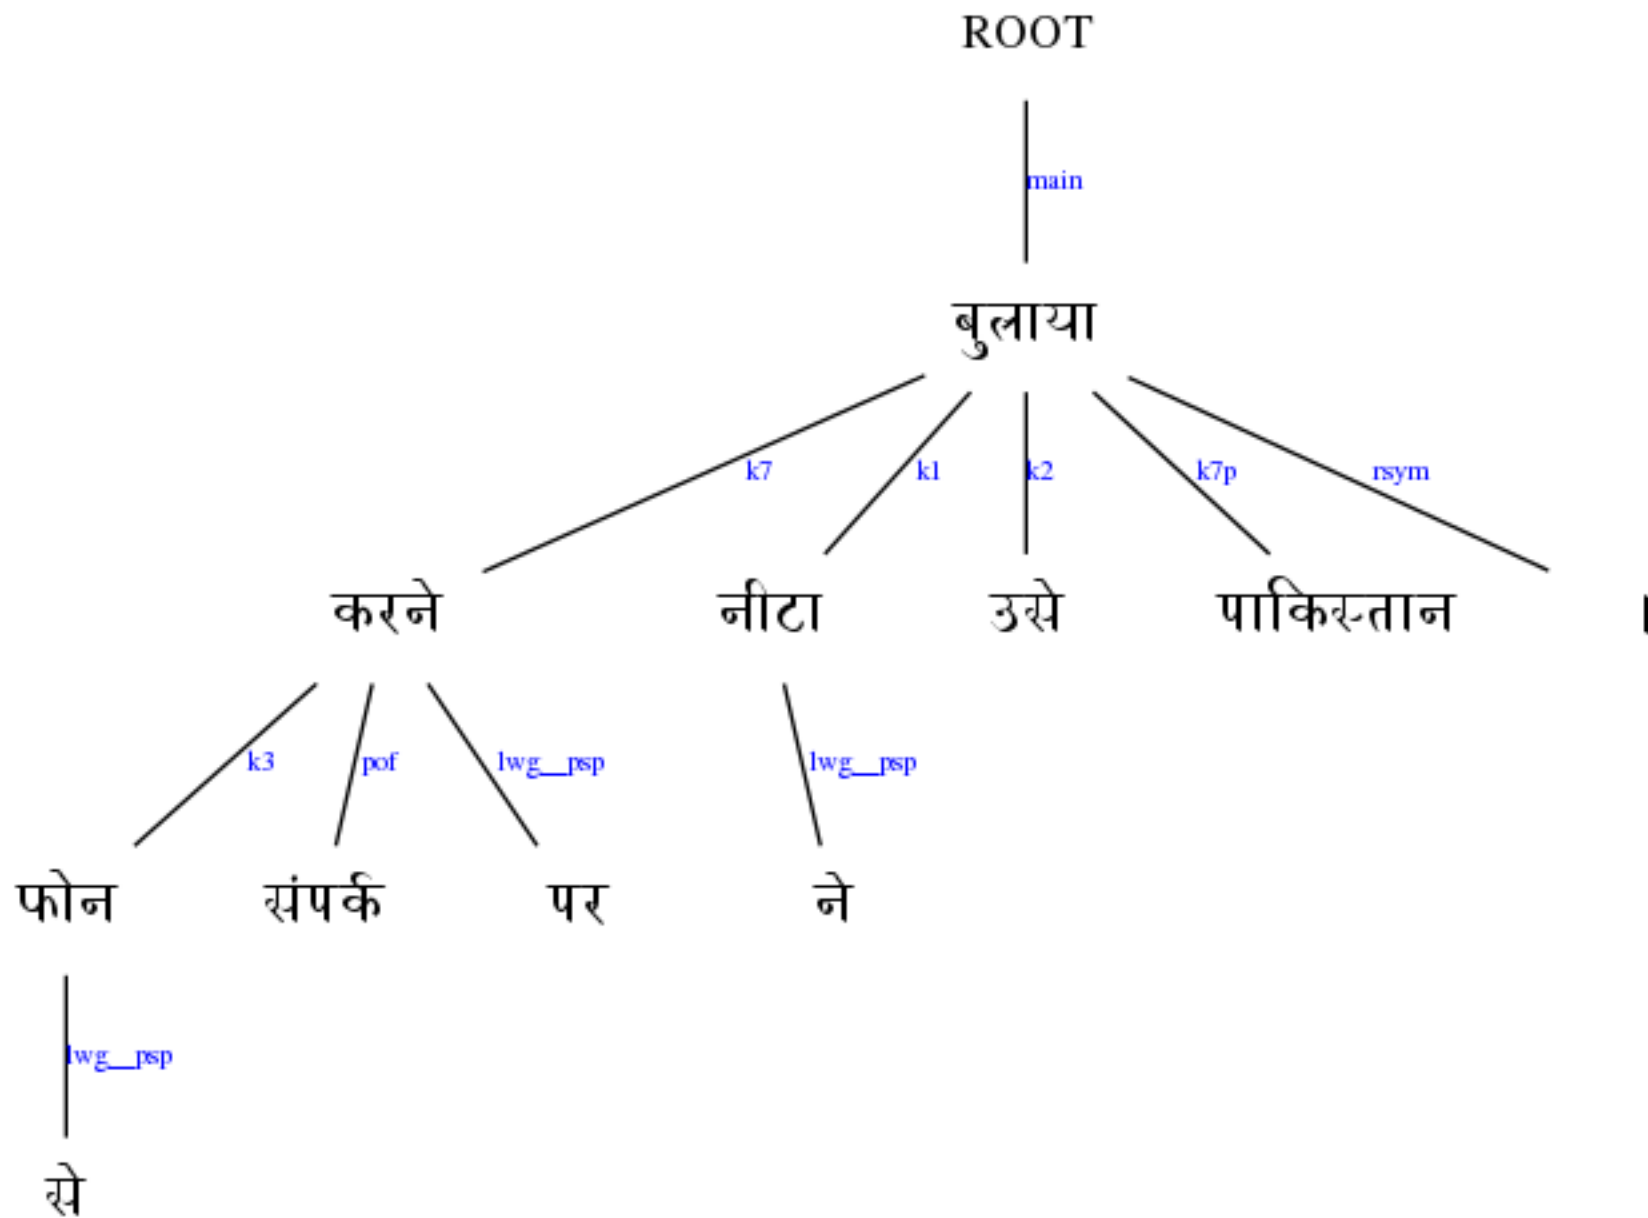 ROOT
main
बुलाया
k7 k1 k2 k7p rsym
करने नीटा उसे पाकिस्तान ।
k3 pof lwg__psp lwg__psp
फोन संपर्क पर ने
lwg__psp
से